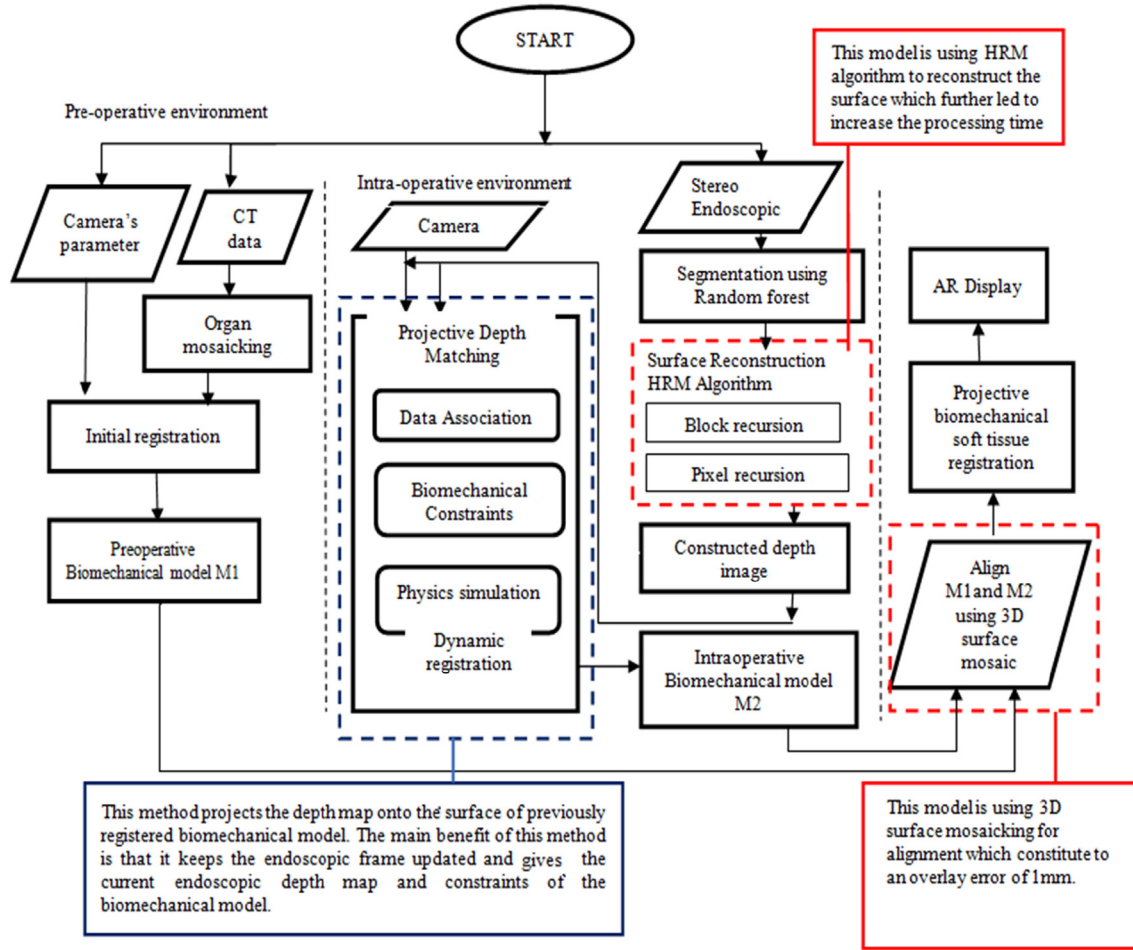 START
This model is using HRM
algorithm to reconstruct the
surface which further led to
increase the processing time
Pre-operative environment
Camera's
parameter
CT
data
Intra-operative environment
Camera
Stereo
Endoscopic
Organ
mosaicking
Segmentation using
Random forest
AR Display
Projective Depth
Matching
Surface Reconstruction
HRM Algorithm
Data Association
Block recursion
Projective
biomechanical
soft tissue
registration
Initial registration
Pixel recursion
Biomechanical
Constraints
Preoperative
Biomechanical model M1
Constructed depth
image
Physics simulation
Dynamic
registration
Align
M1 and M2
using 3D
surface
mosaic
Intraoperative
Biomechanical model
M2
This method projects the depth map onto the surface of previously
registered biomechanical model. The main benefit of this method
is that it keeps the endoscopic frame updated and gives the
current endoscopic depth map and constraints of the
biomechanical model.
This model is using 3D
surface mosaicking for
alignment which constitute to
an overlay error of 1mm.